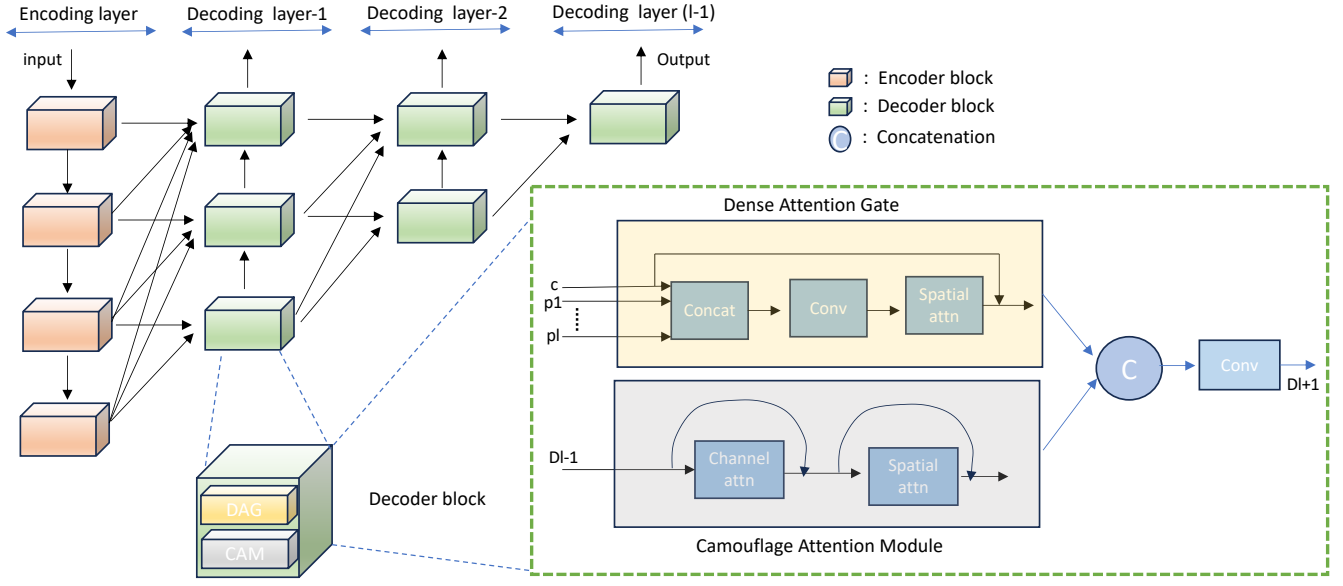 Encoding layer
Decoding layer-1
Decoding layer-2
Decoding layer (l-1)
input
Output
: Encoder block
: Decoder block
C : Concatenation
Dense Attention Gate
c
p1
pl
Concat
Conv
Spatial
attn
C
Conv
Dl+1
Dl-1
Channel
attn
Spatial
attn
Camouflage Attention Module
Decoder block
DAG
CAM